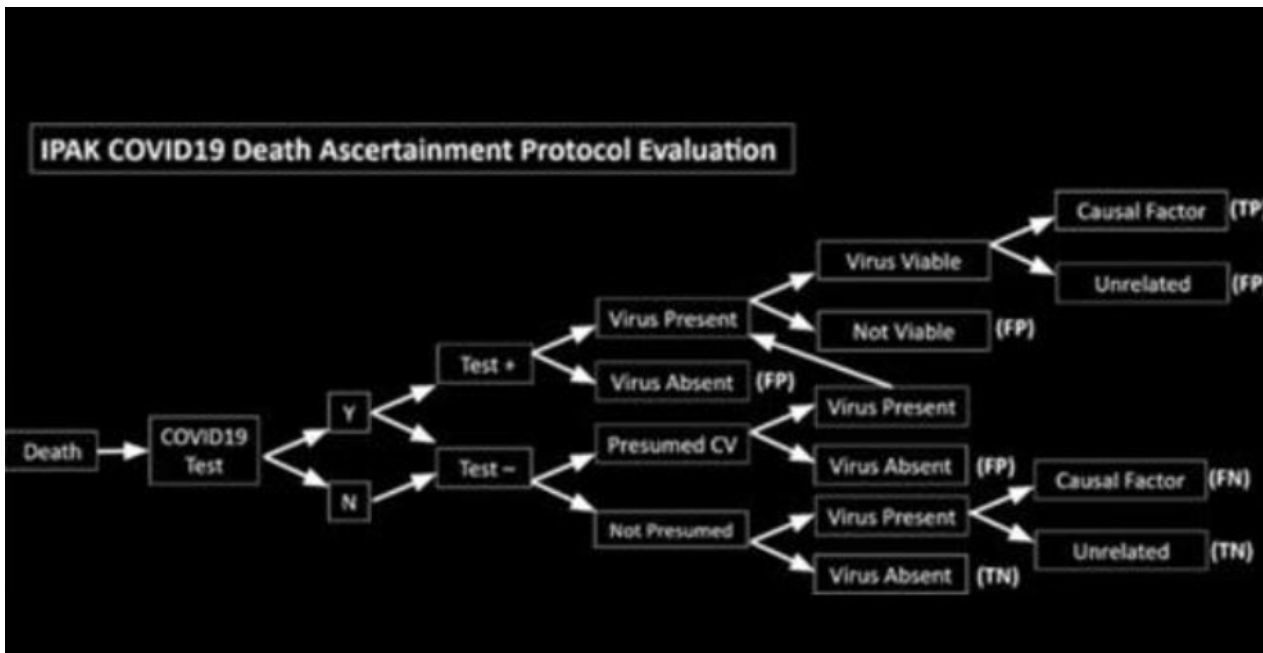 IPAK COVID19 Death Ascertainment Protocol Evaluation
Causal Factor (TP)
Virus Viable
Unrelated (FP)
Virus Present
Not Viable (FP)
Test +
Virus Absent (FP)
Y
Virus Present
COVID19
Test
Death
Presumed CV
Virus Absent (FP)
Test –
Causal Factor (FN)
N
Virus Present
Not Presumed
Unrelated (TN)
Virus Absent (TN)